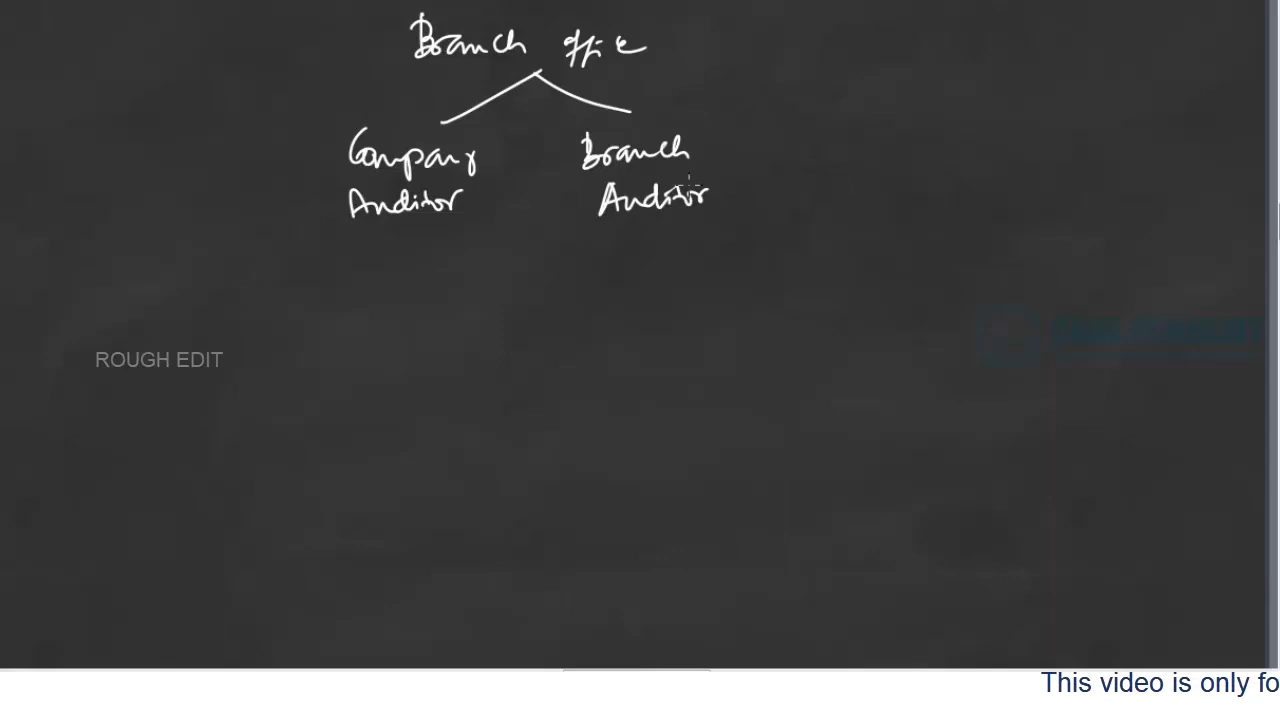 Branch office
Company Branch
Auditor Auditor
ROUGH EDIT
This video is only fo